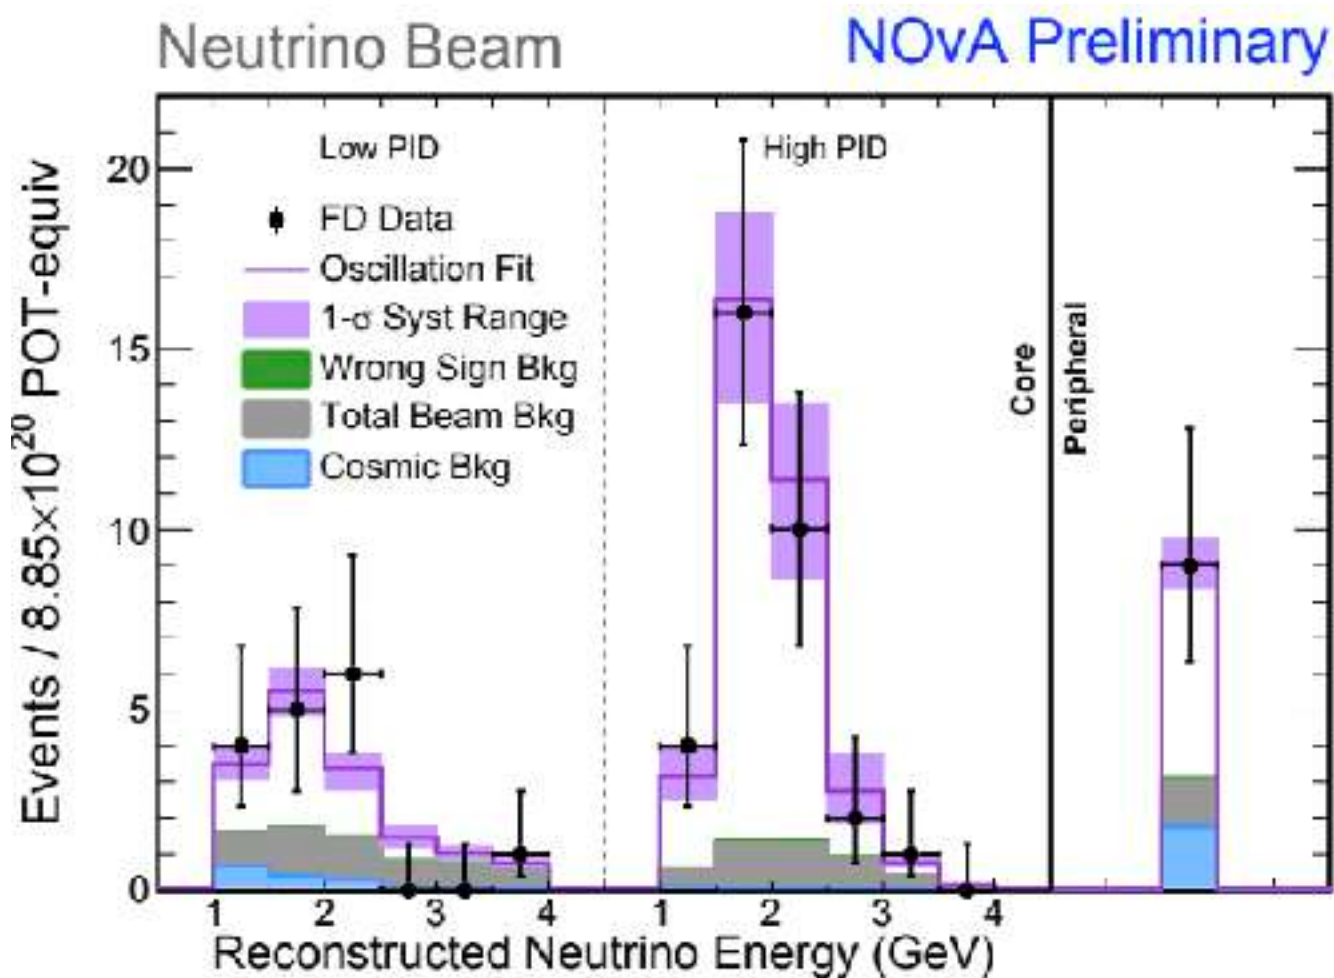 Neutrino Beam
NOvA Preliminary
Low PID
High PID
FD Data
Oscillation Fit
1-σ Syst Range
Wrong Sign Bkg
Total Beam Bkg
Cosmic Bkg
Core
Peripheral
Events / 8.85×10²⁰ POT-equiv
20
15
10
5
0
1 2 3 4 1 2 3 4
Reconstructed Neutrino Energy (GeV)